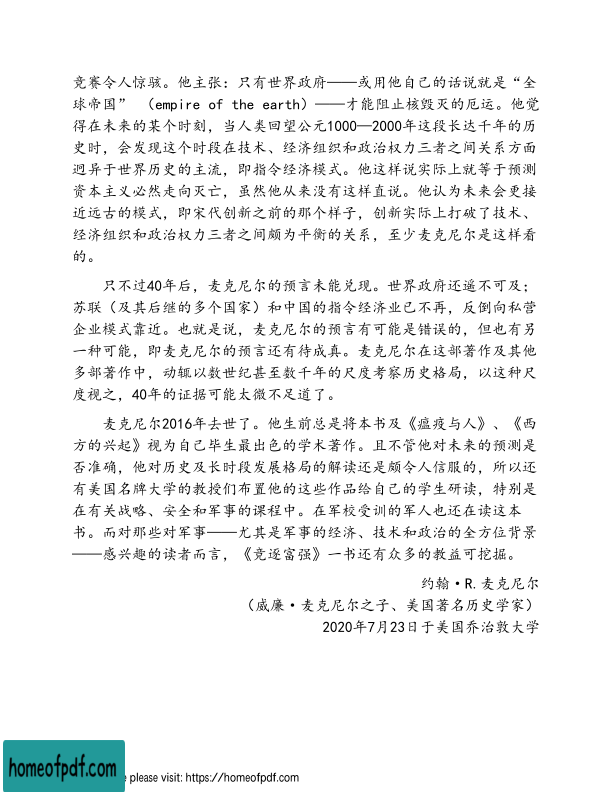 竞赛令人惊骇。他主张：只有世界政府——或用他自己的话说就是“全
球帝国” （empire of the earth）——才能阻止核毁灭的厄运。他觉
得在未来的某个时刻，当人类回望公元1000—2000年这段长达千年的历
史时，会发现这个时段在技术、经济组织和政治权力三者之间关系方面
迥异于世界历史的主流，即指令经济模式。他这样说实际上就等于预测
资本主义必然走向灭亡，虽然他从来没有这样直说。他认为未来会更接
近远古的模式，即宋代创新之前的那个样子，创新实际上打破了技术、
经济组织和政治权力三者之间颇为平衡的关系，至少麦克尼尔是这样看
的。
只不过40年后，麦克尼尔的预言未能兑现。世界政府还遥不可及；
苏联（及其后继的多个国家）和中国的指令经济业已不再，反倒向私营
企业模式靠近。也就是说，麦克尼尔的预言有可能是错误的，但也有另
一种可能，即麦克尼尔的预言还有待成真。麦克尼尔在这部著作及其他
多部著作中，动辄以数世纪甚至数千年的尺度考察历史格局，以这种尺
度视之，40年的证据可能太微不足道了。
麦克尼尔2016年去世了。他生前总是将本书及《瘟疫与人》、《西
方的兴起》视为自己毕生最出色的学术著作。且不管他对未来的预测是
否准确，他对历史及长时段发展格局的解读还是颇令人信服的，所以还
有美国名牌大学的教授们布置他的这些作品给自己的学生研读，特别是
在有关战略、安全和军事的课程中。在军校受训的军人也还在读这本
书。而对那些对军事——尤其是军事的经济、技术和政治的全方位背景
——感兴趣的读者而言，《竞逐富强》一书还有众多的教益可挖掘。
约翰·R.麦克尼尔
（威廉·麦克尼尔之子、美国著名历史学家）
2020年7月23日于美国乔治敦大学
homeofpdf.com
please visit: https://homeofpdf.com